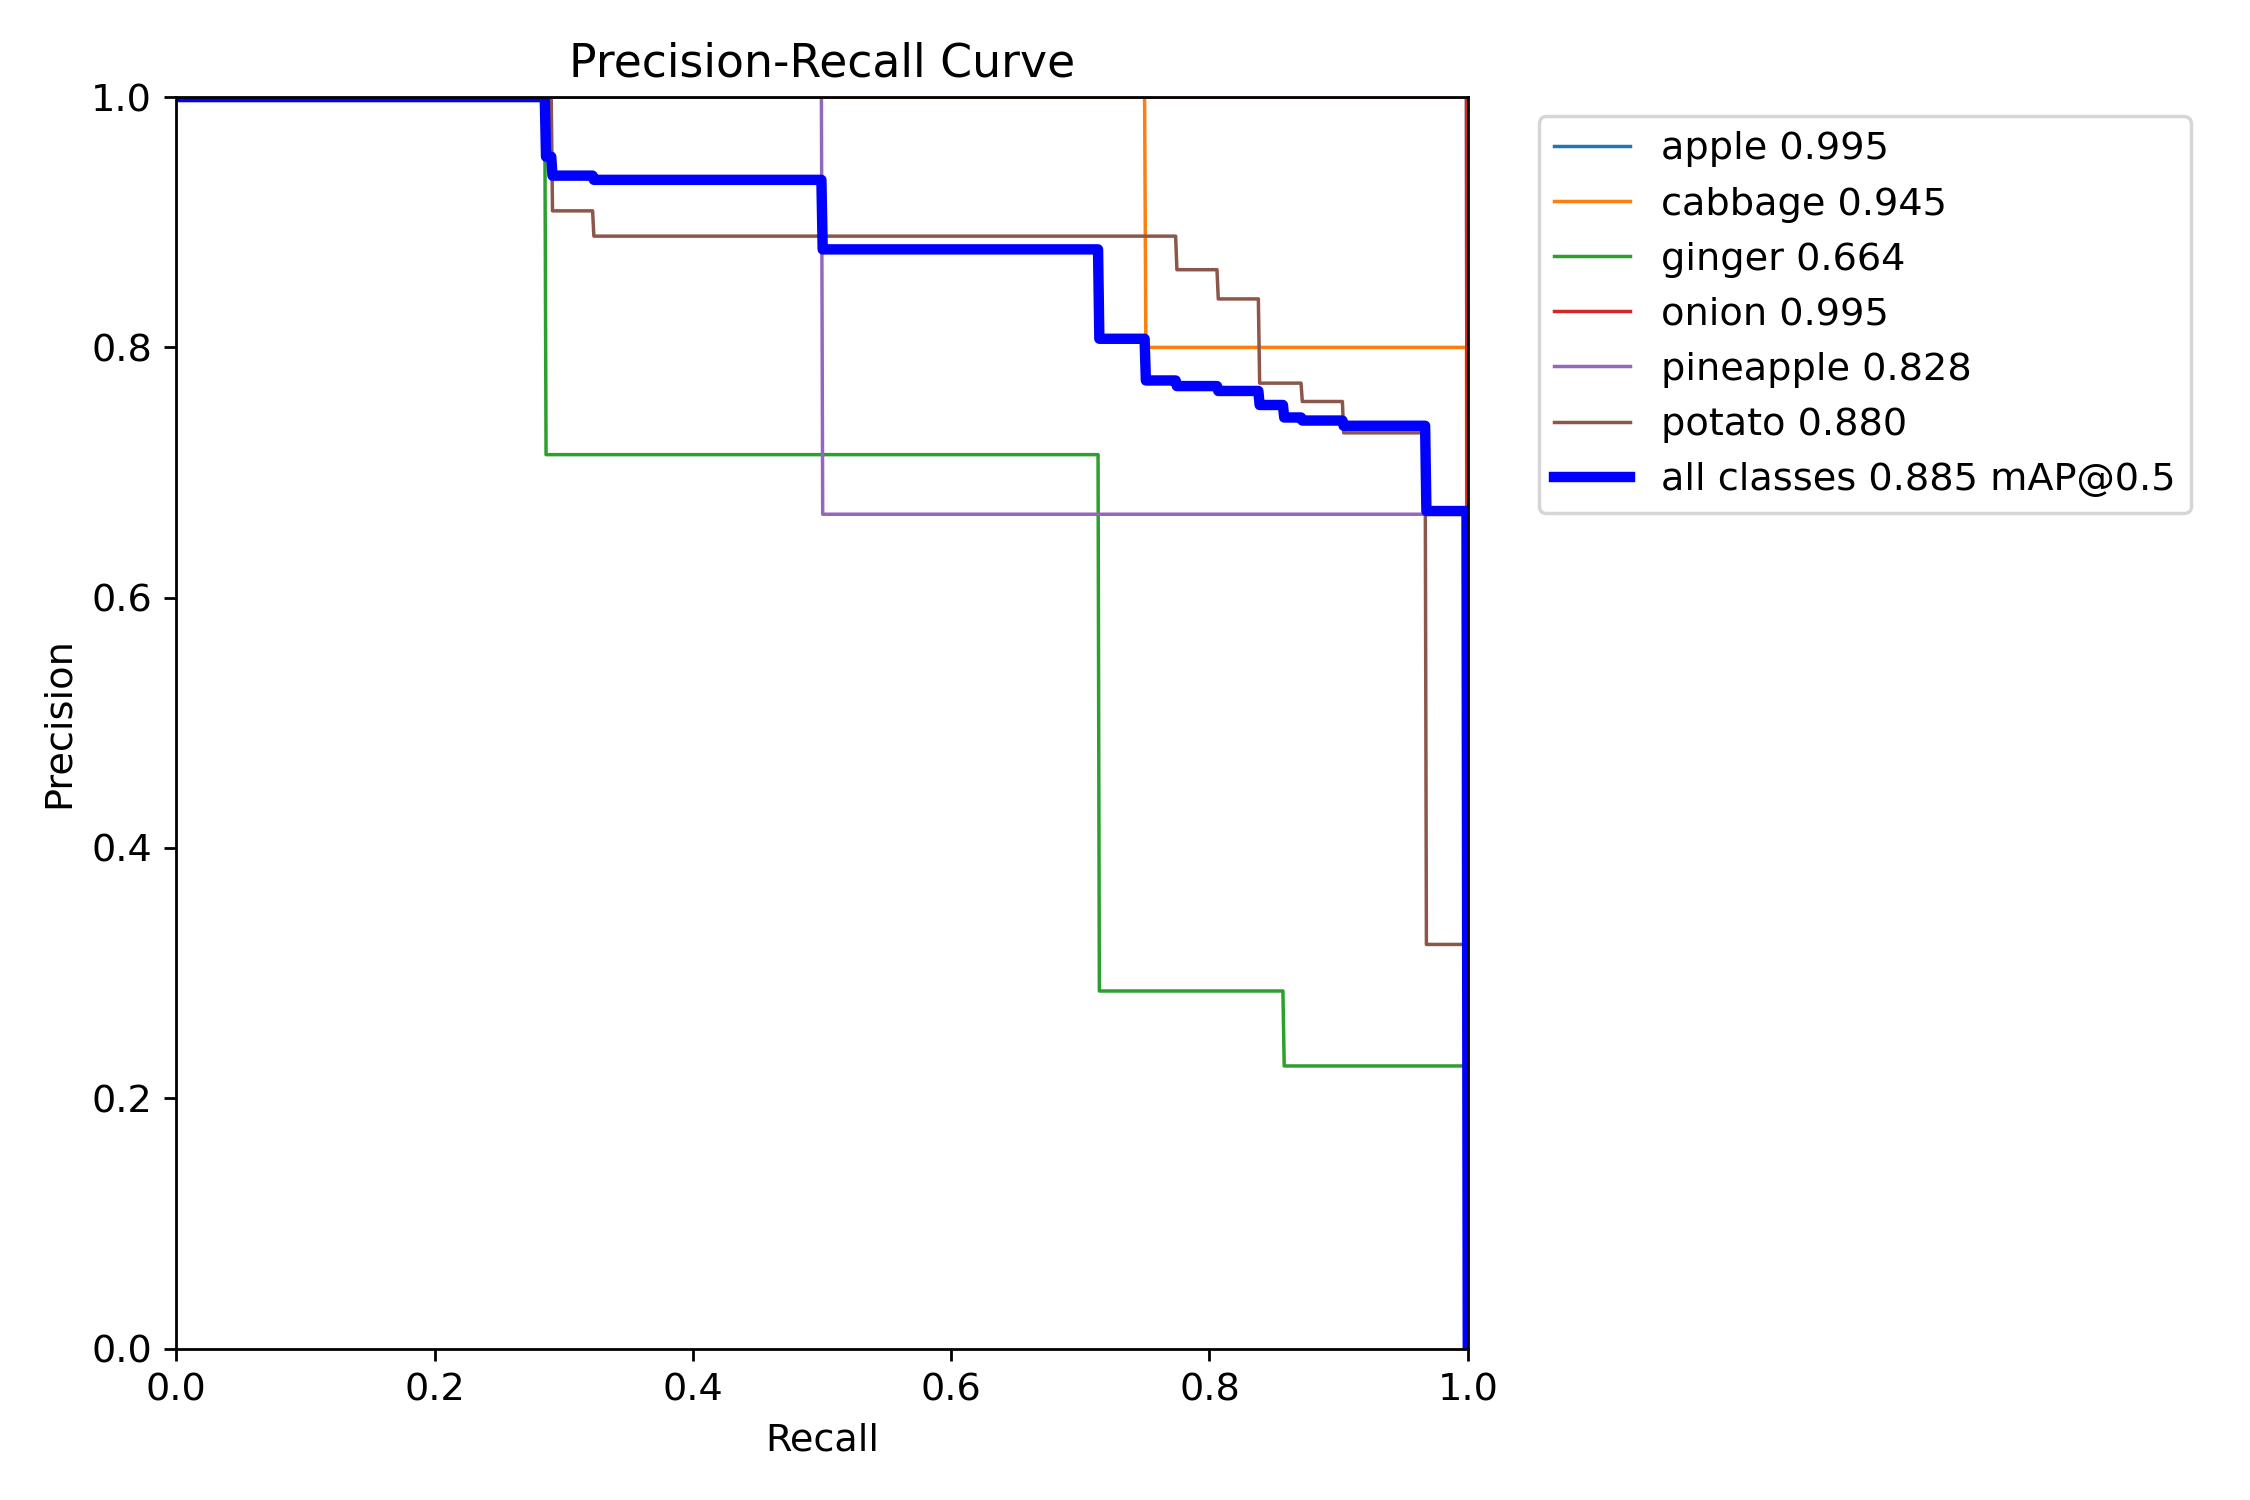 Precision-Recall Curve
1.0
0.8
0.6
0.4
0.2
0.0
Precision
0.0 0.2 0.4 0.6 0.8 1.0
Recall
apple 0.995
cabbage 0.945
ginger 0.664
onion 0.995
pineapple 0.828
potato 0.880
all classes 0.885 mAP@0.5